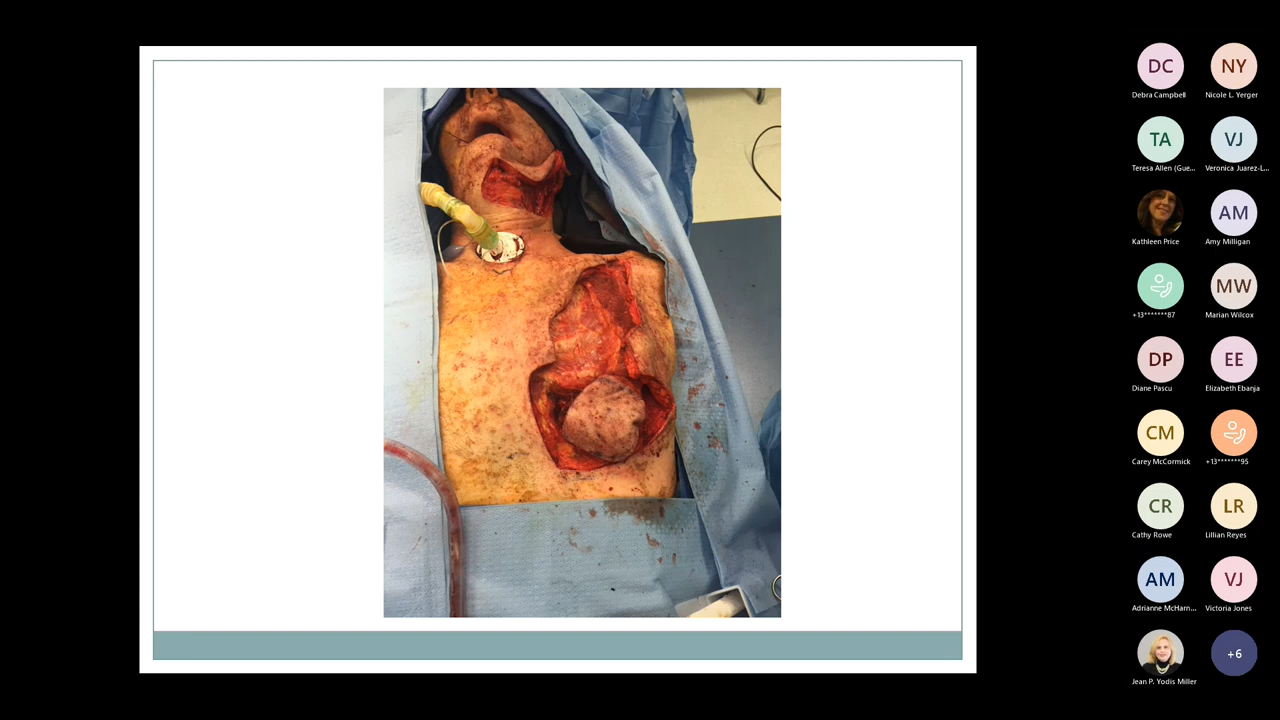 DC
NY
Debra Campbell
Nicole L. Yerger
TA
VJ
Teresa Allen (Gue...
Veronica Juarez-L...
AM
Kathleen Price
Amy Milligan
MW
+13*******87
Marian Wilcox
DP
EE
Diane Pascu
Elizabeth Ebanja
CM
Carey McCormick
+13*******95
CR
LR
Cathy Rowe
Lillian Reyes
AM
VJ
Adrianne McHarn...
Victoria Jones
+6
Jean P. Yodis Miller